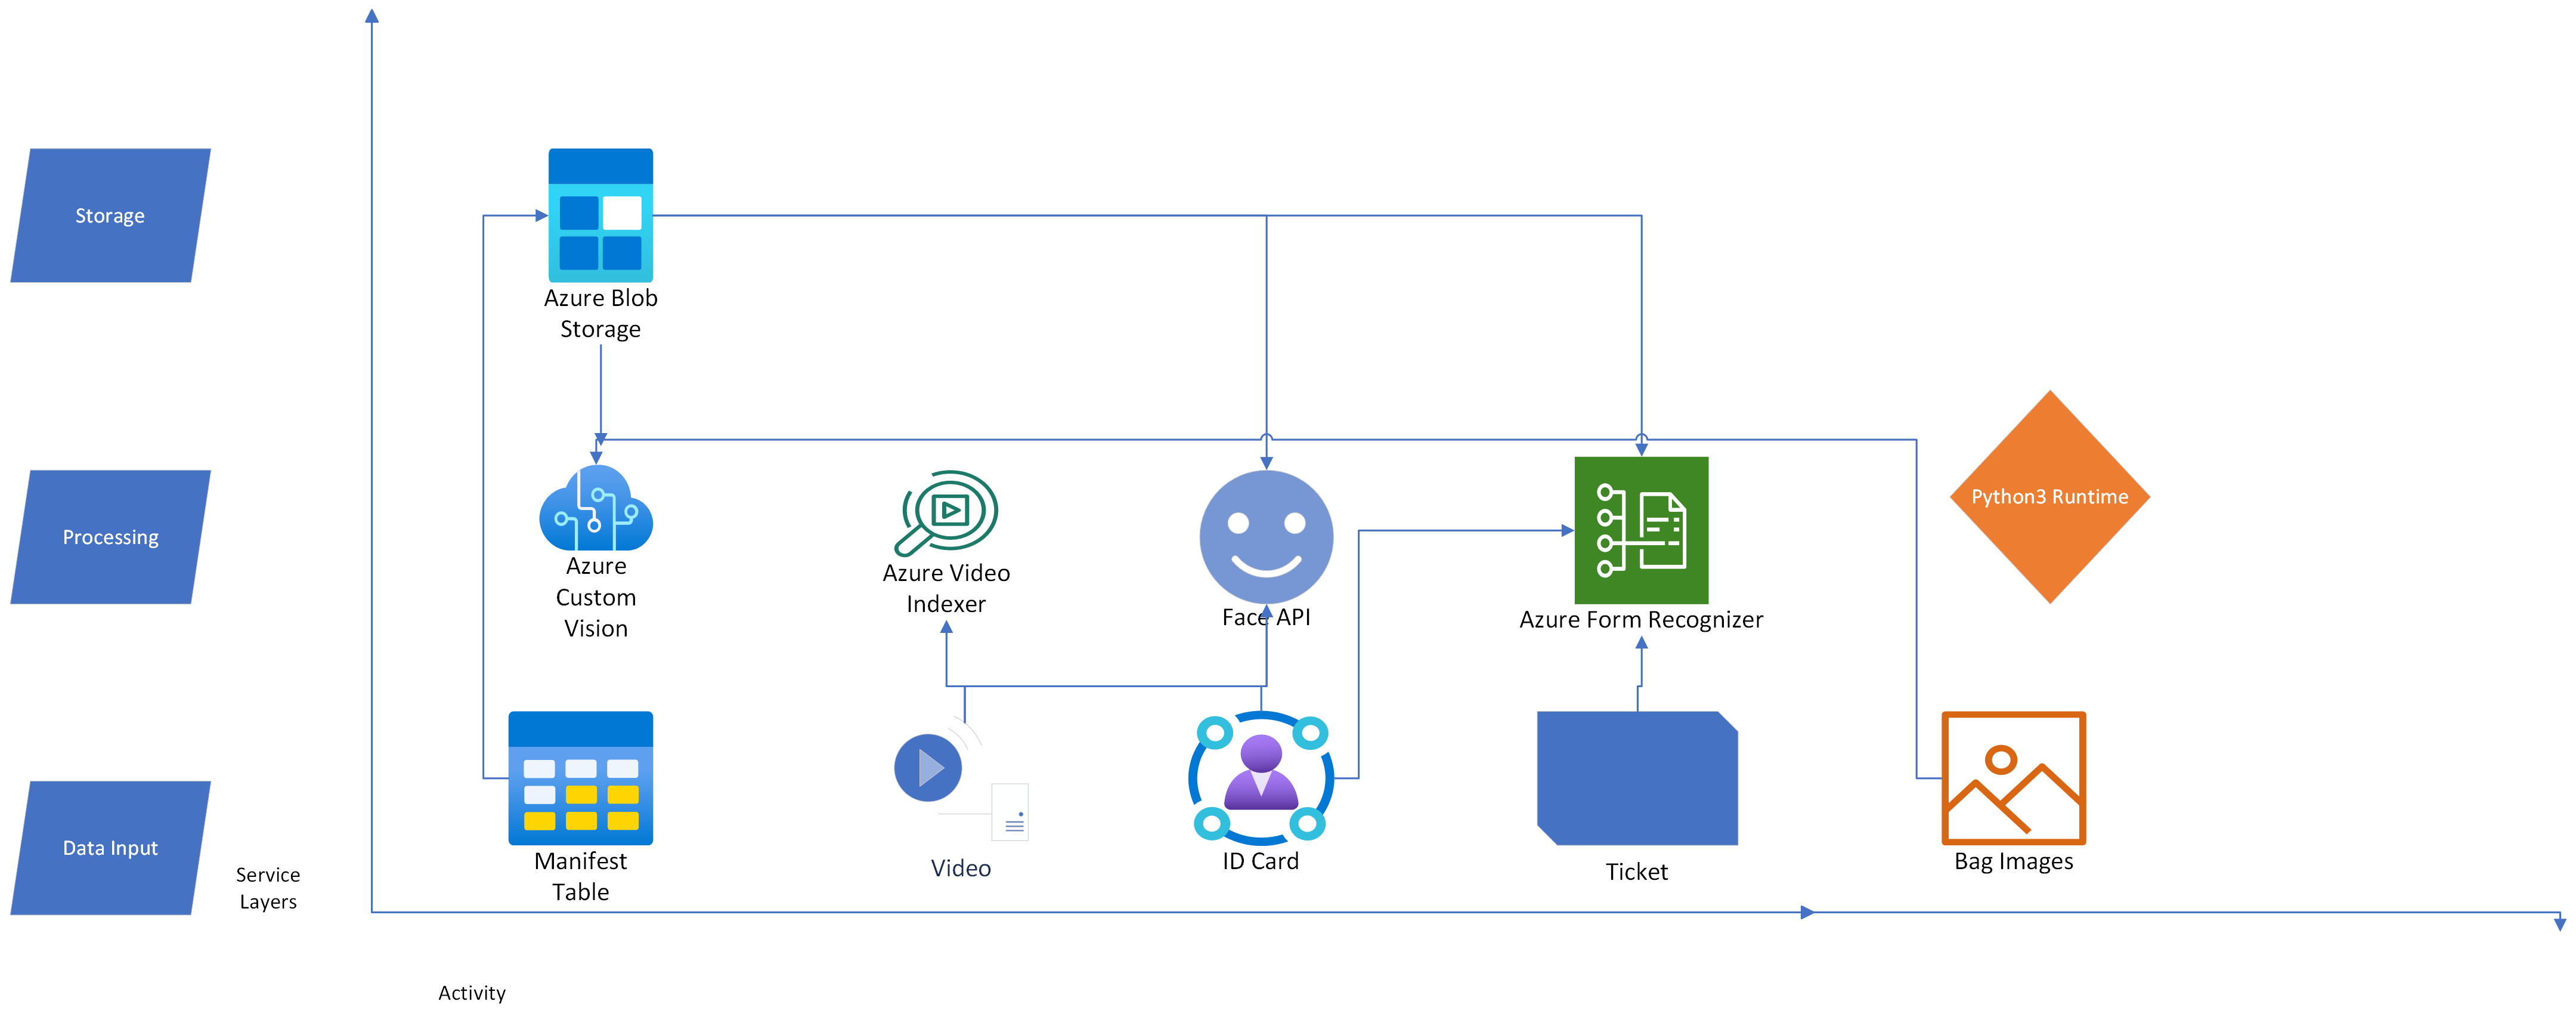 Storage
Azure Blob
Storage
Processing
Azure
Custom
Vision
Azure Video
Indexer
Face API
Azure Form Recognizer
Python3 Runtime
Data Input
Service
Layers
Manifest
Table
Video
ID Card
Ticket
Bag Images
Activity